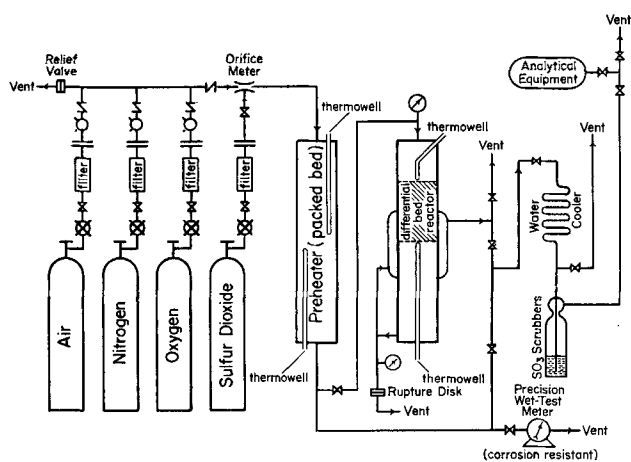 Vent
Relief
Valve
Orifice
Meter
Vent
Analytical
Equipment
thermowell
thermowell
Vent
Vent
filter
filter
filter
filter
Preheater (packed bed)
differential
bed
reactor
Water
Cooler
Air
Nitrogen
Oxygen
Sulfur Dioxide
SO3 Scrubbers
thermowell
thermowell
Rupture Disk
Vent
Precision
Wet-Test
Meter
Vent
(corrosion resistant)